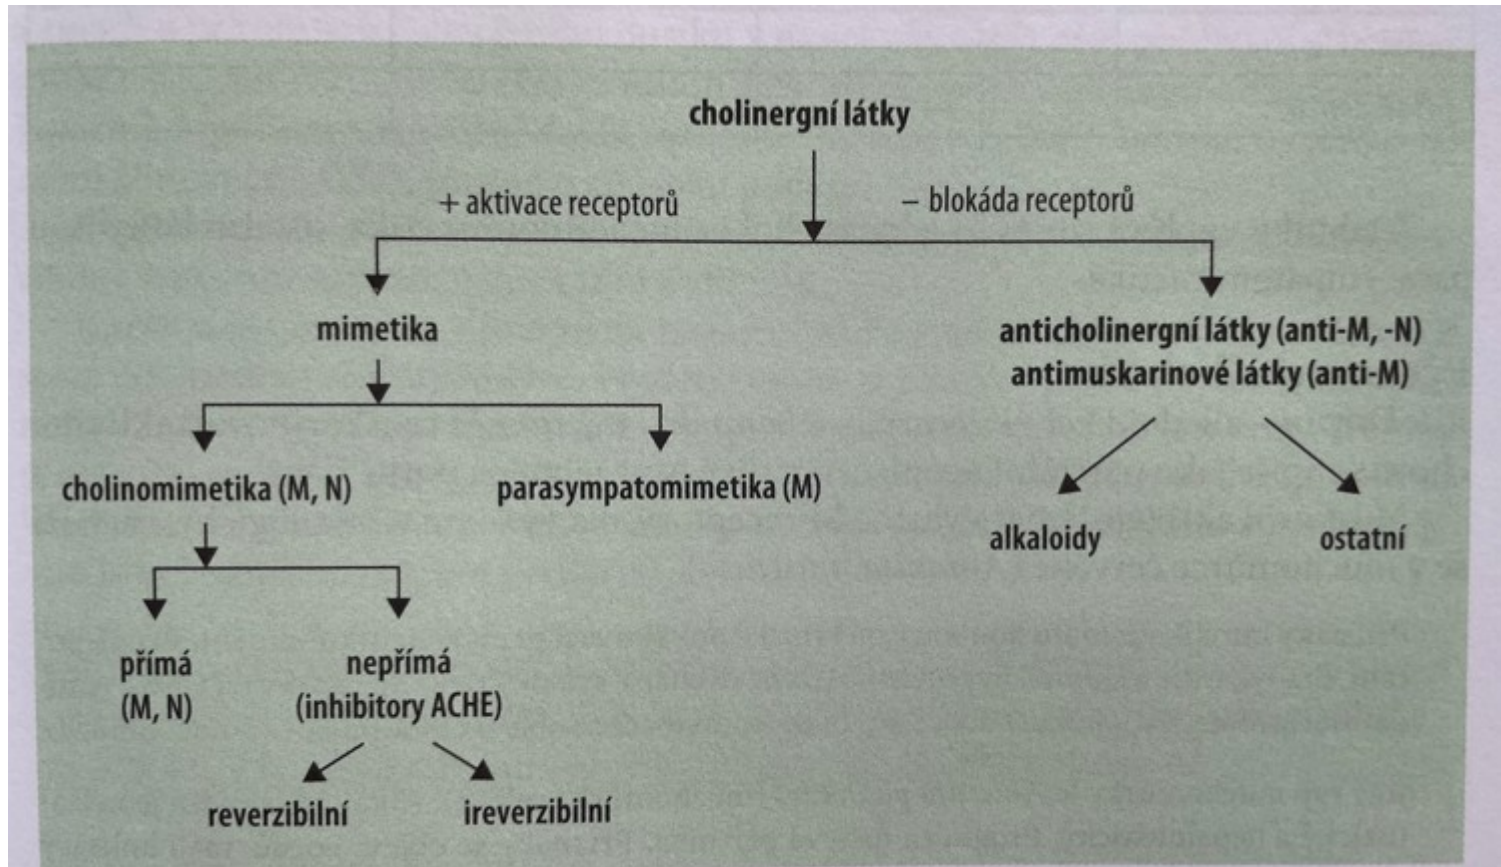 cholinergní látky
+ aktivace receptorů
– blokáda receptorů
mimetika
anticholinergní látky (anti-M, -N)
antimuskarinové látky (anti-M)
cholinomimetika (M, N)
parasympatomimetika (M)
alkaloidy
ostatní
přímá
(M, N)
nepřímá
(inhibitory ACHE)
reverzibilní
ireverzibilní